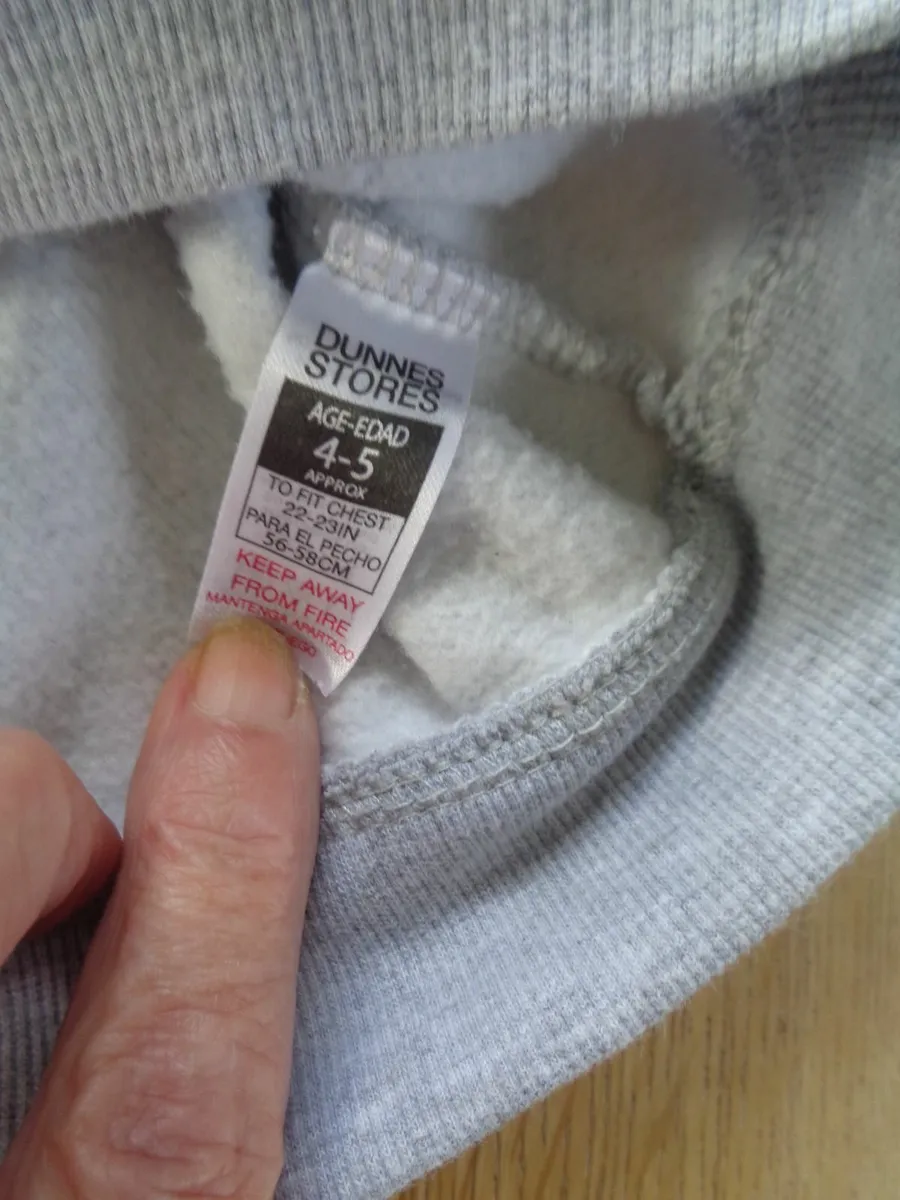 DUNNES
STORES
AGE-EDAD
4-5
APPROX
TO FIT CHEST
22-23IN
PARA EL PECHO
56-58CM
KEEP AWAY
FROM FIRE
MANTENGA APARTADO